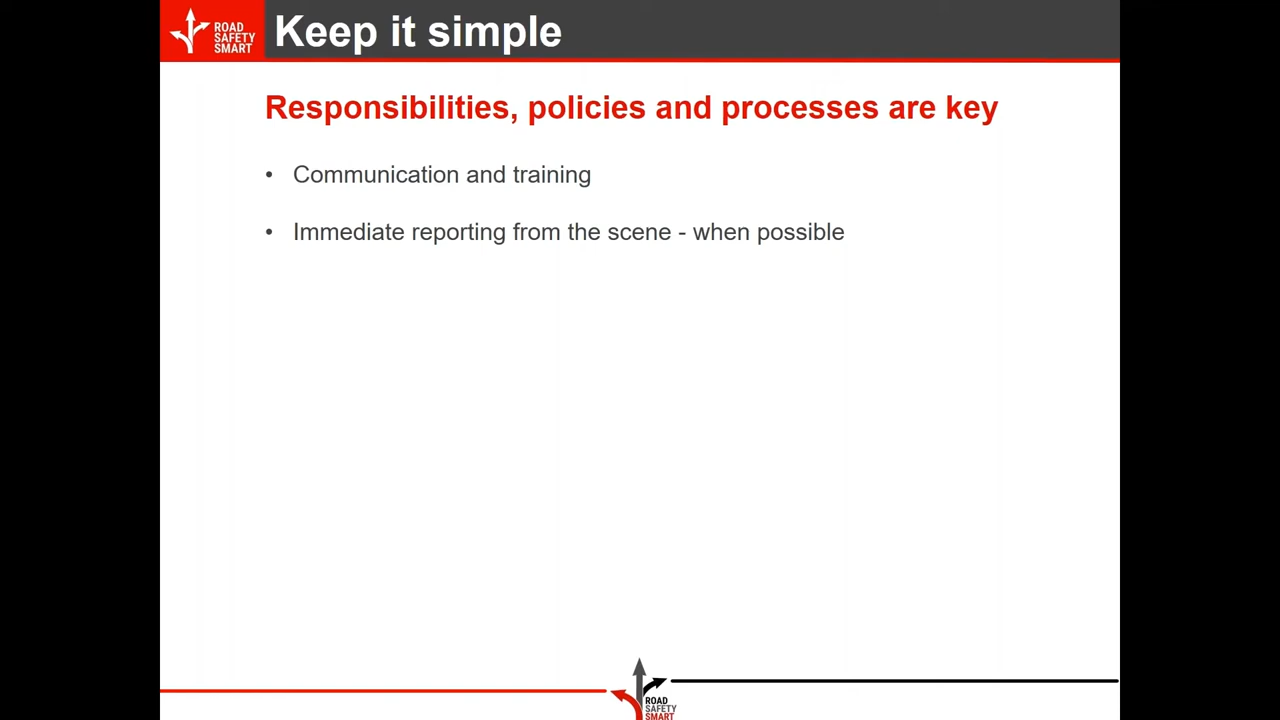 ROAD
SAFETY
SMART
Keep it simple
Responsibilities, policies and processes are key
• Communication and training
• Immediate reporting from the scene - when possible
ROAD
SAFETY
SMART